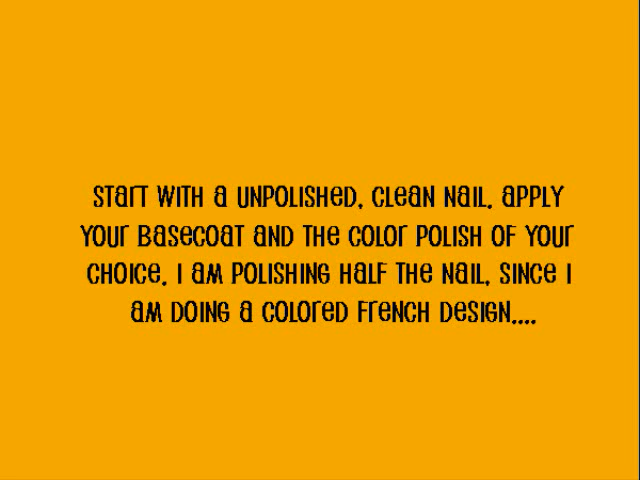 Start with a unpolished, clean nail, apply
your basecoat and the color polish of your
choice, I am polishing half the nail, since I
am doing a colored french design....